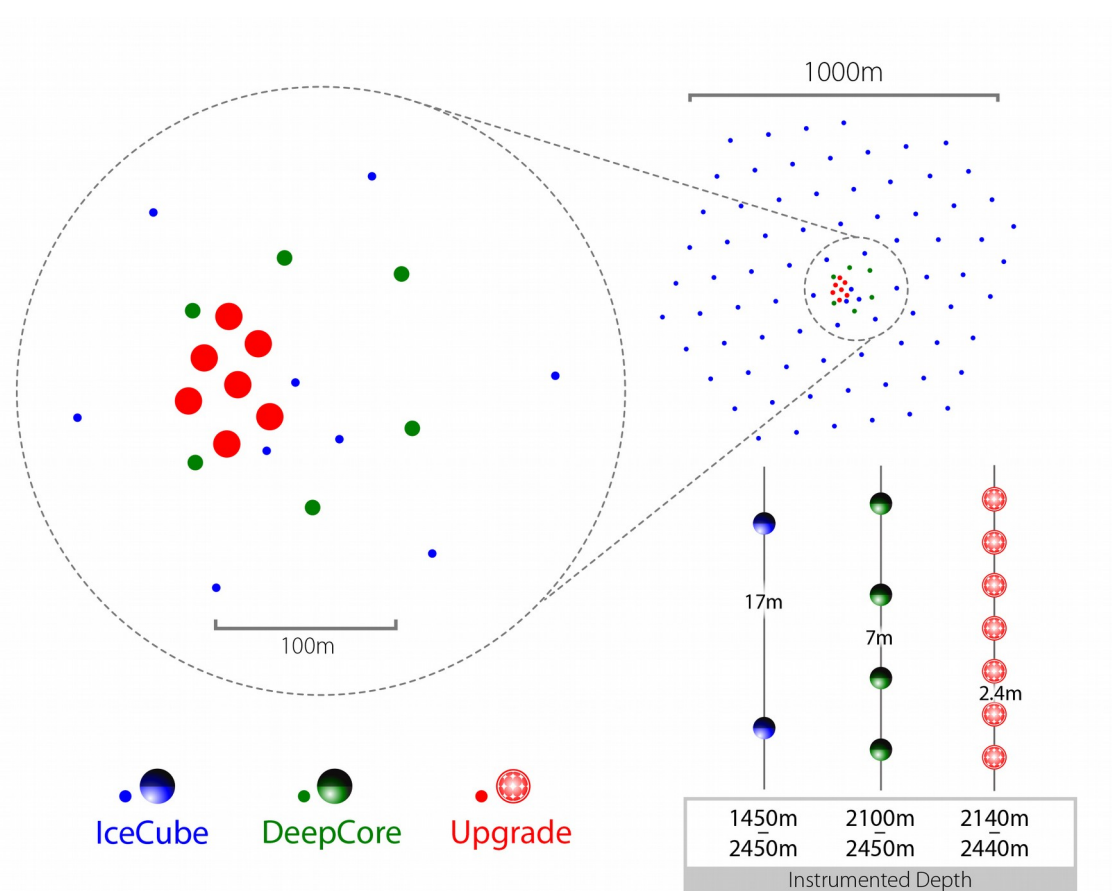 1000m
100m
17m
7m
2.4m
IceCube
DeepCore
Upgrade
1450m
–
2450m
2100m
–
2450m
2140m
–
2440m
Instrumented Depth